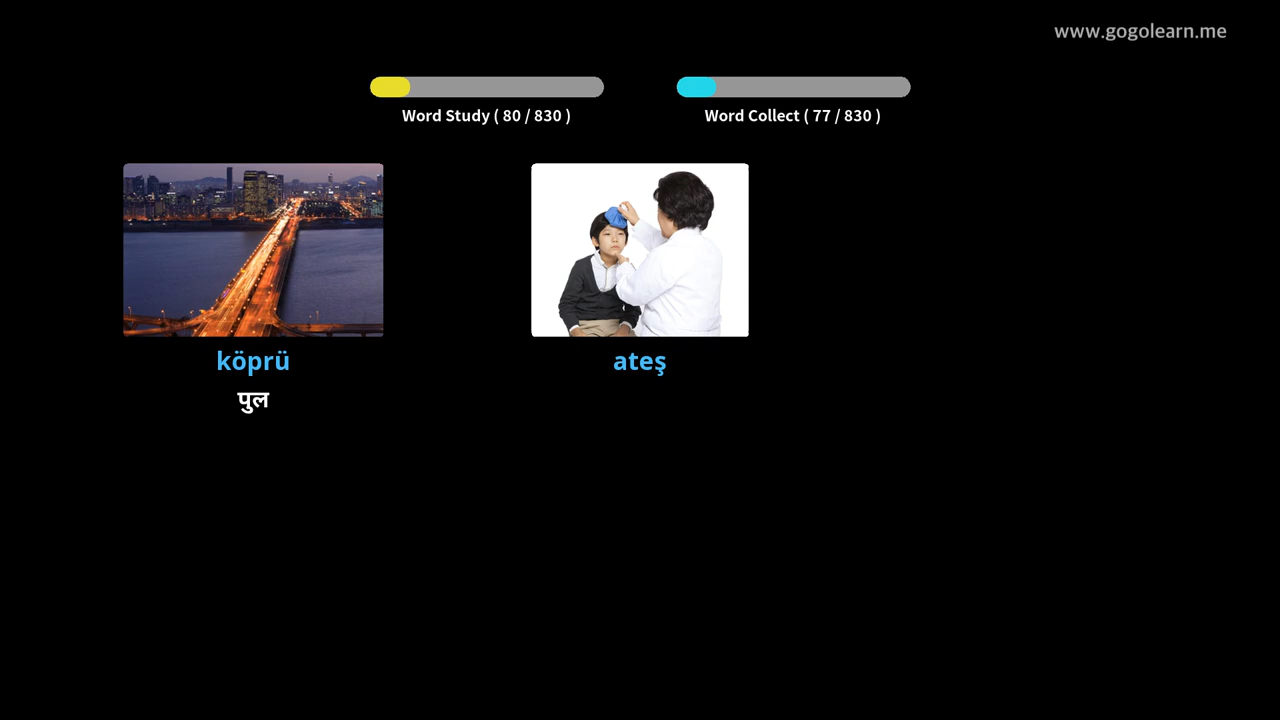 www.gogolearn.me
Word Study ( 80 / 830 )
Word Collect ( 77 / 830 )
köprü
पुल
ateş